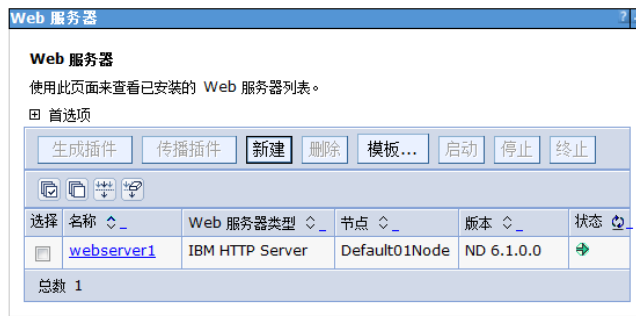 Web 服务器
Web 服务器
使用此页面来查看已安装的 Web 服务器列表。
首选项
生成插件 传播插件 新建 删除 模板... 启动 停止 终止
选择 名称 Web 服务器类型 节点 版本 状态
webserver1 IBM HTTP Server Default01Node ND 6.1.0.0
总数 1